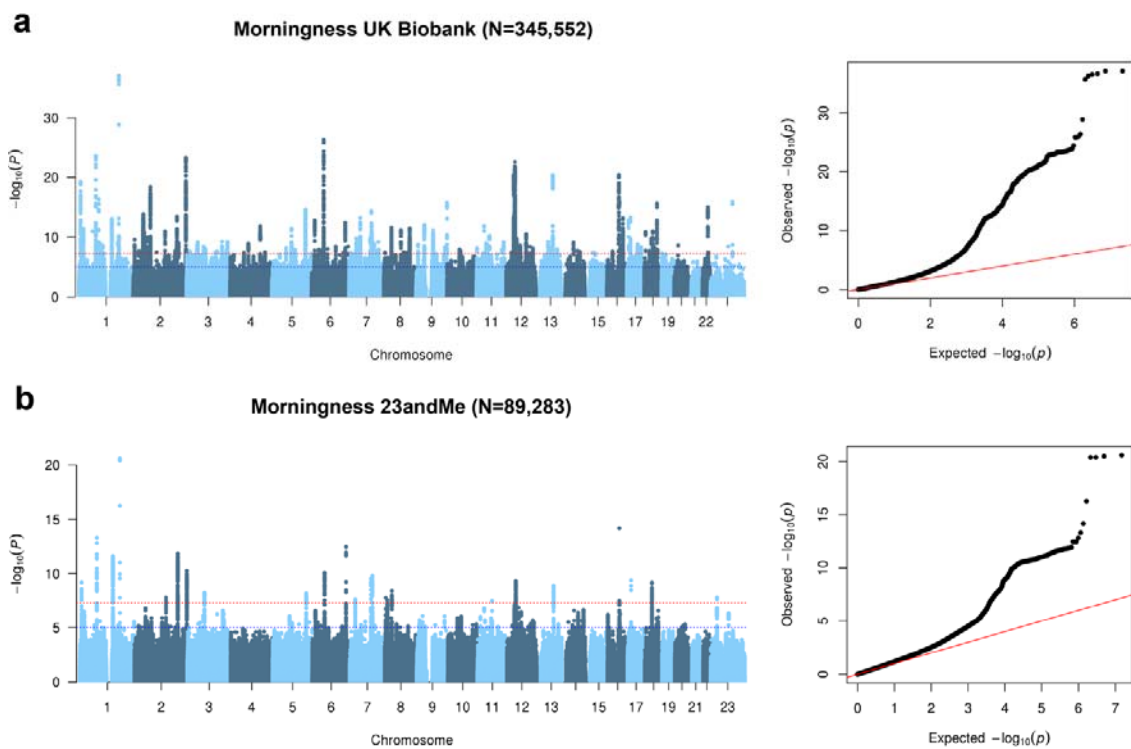 a
Morningness UK Biobank (N=345,552)
−log10(P)
30
20
10
0
1 2 3 4 5 6 7 8 9 10 11 12 13 15 17 19 22
Chromosome
Observed −log10(p)
30
20
10
0
0 2 4 6
Expected −log10(p)
b
Morningness 23andMe (N=89,283)
−log10(P)
20
15
10
5
0
1 2 3 4 5 6 7 8 9 10 11 12 13 15 17 19 21 23
Chromosome
Observed −log10(p)
20
15
10
5
0
0 1 2 3 4 5 6 7
Expected −log10(p)